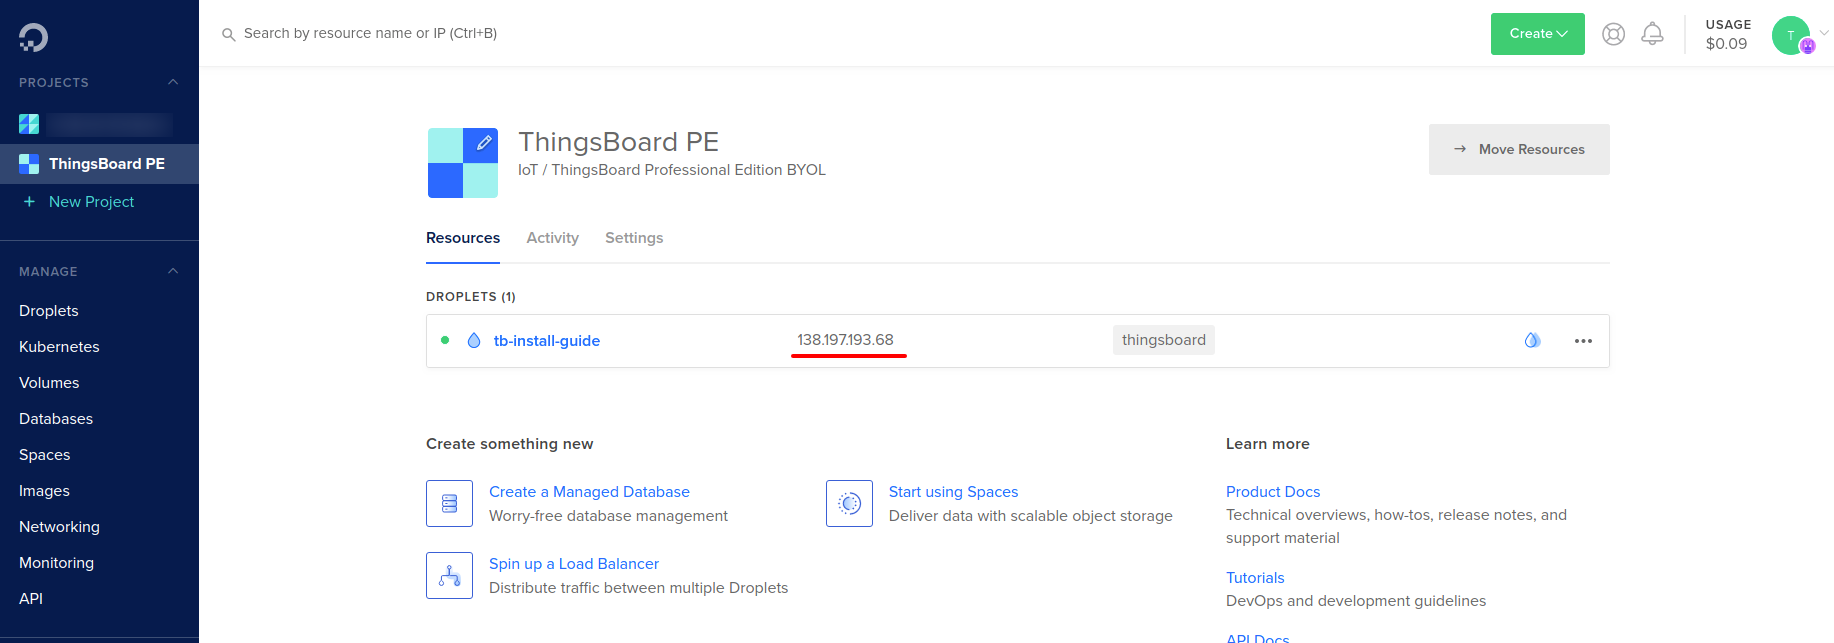 Search by resource name or IP (Ctrl+B)
Create
USAGE
$0.09
T
PROJECTS
ThingsBoard PE
+ New Project
MANAGE
Droplets
Kubernetes
Volumes
Databases
Spaces
Images
Networking
Monitoring
API
ThingsBoard PE
IoT / ThingsBoard Professional Edition BYOL
→ Move Resources
Resources Activity Settings
DROPLETS (1)
tb-install-guide 138.197.193.68 thingsboard
Create something new
Create a Managed Database
Worry-free database management
Start using Spaces
Deliver data with scalable object storage
Spin up a Load Balancer
Distribute traffic between multiple Droplets
Learn more
Product Docs
Technical overviews, how-tos, release notes, and
support material
Tutorials
DevOps and development guidelines
API Docs